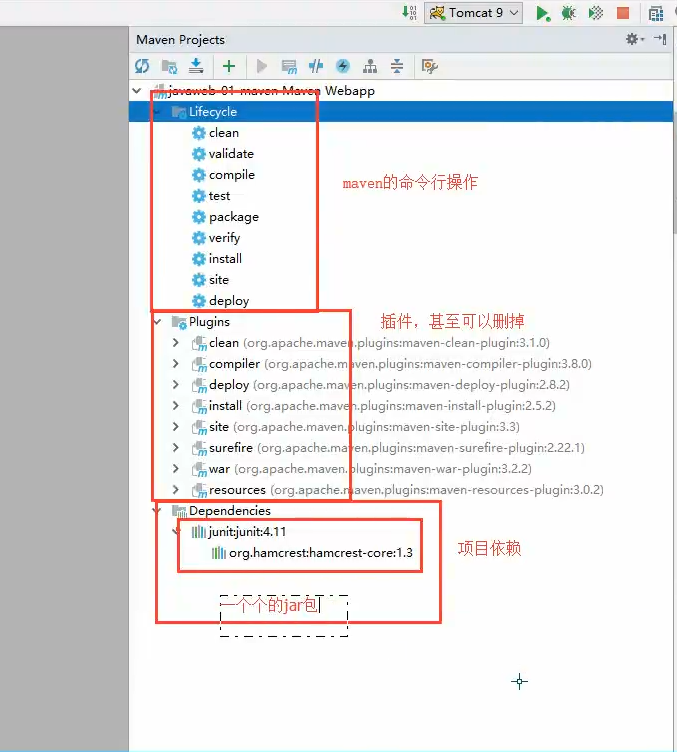 Tomcat 9
Maven Projects
javaweb-01-maven Maven Webapp
Lifecycle
clean
validate
compile
maven的命令行操作
test
package
verify
install
site
deploy
Plugins
插件，甚至可以删掉
clean (org.apache.maven.plugins:maven-clean-plugin:3.1.0)
compiler (org.apache.maven.plugins:maven-compiler-plugin:3.8.0)
deploy (org.apache.maven.plugins:maven-deploy-plugin:2.8.2)
install (org.apache.maven.plugins:maven-install-plugin:2.5.2)
site (org.apache.maven.plugins:maven-site-plugin:3.3)
surefire (org.apache.maven.plugins:maven-surefire-plugin:2.22.1)
war (org.apache.maven.plugins:maven-war-plugin:3.2.2)
resources (org.apache.maven.plugins:maven-resources-plugin:3.0.2)
Dependencies
junit:junit:4.11
org.hamcrest:hamcrest-core:1.3
项目依赖
一个个的jar包